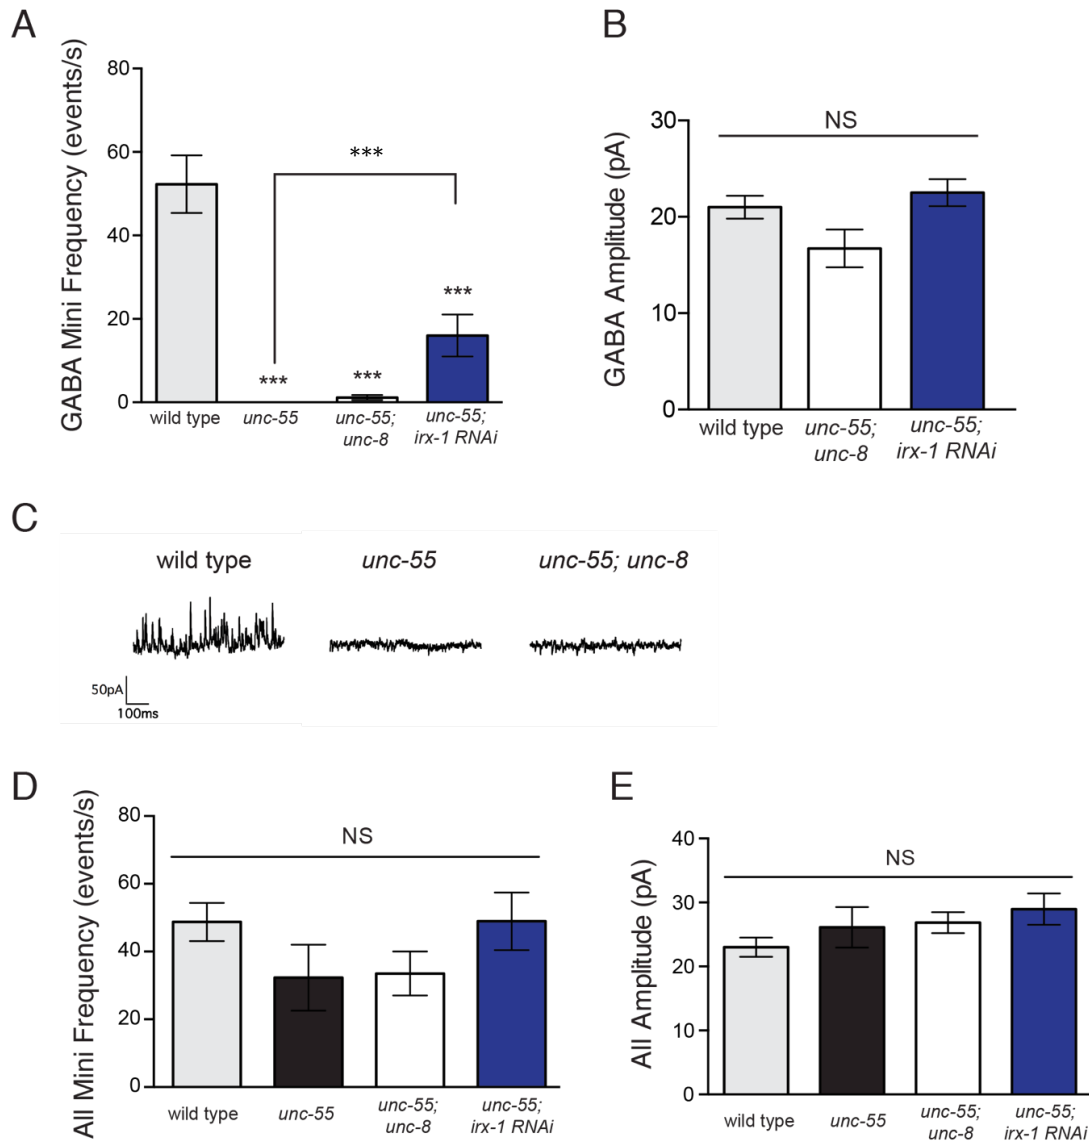 A
GABA Mini Frequency (events/s)
80
60
40
20
0
***
***
***
***
wild type
unc-55
unc-55;
unc-8
unc-55;
irx-1 RNAi
B
GABA Amplitude (pA)
30
20
10
0
NS
wild type
unc-55;
unc-8
unc-55;
irx-1 RNAi
C
wild type
unc-55
unc-55; unc-8
50pA
100ms
D
All Mini Frequency (events/s)
80
60
40
20
0
NS
wild type
unc-55
unc-55;
unc-8
unc-55;
irx-1 RNAi
E
All Amplitude (pA)
40
30
20
10
0
NS
wild type
unc-55
unc-55;
unc-8
unc-55;
irx-1 RNAi